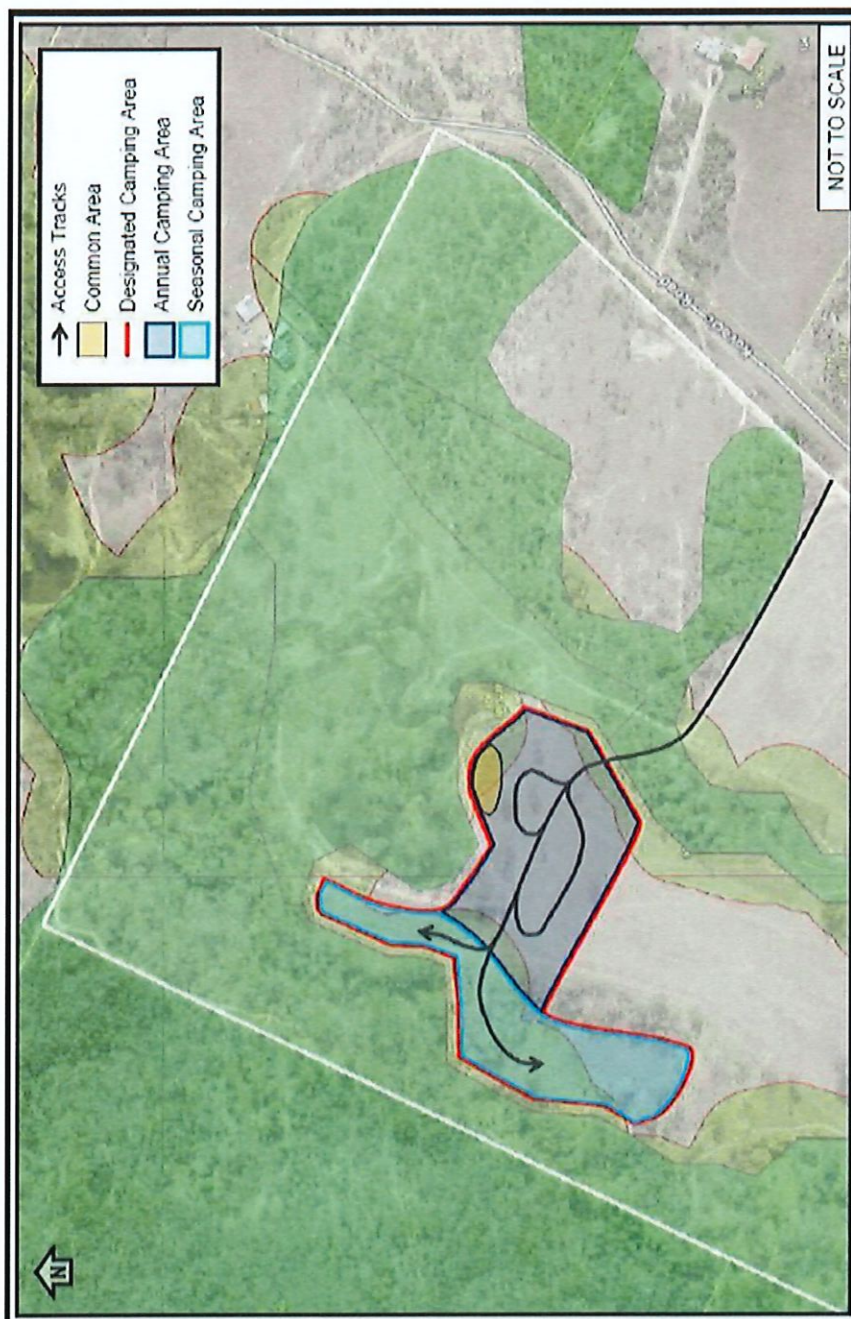 Access Tracks
Common Area
Designated Camping Area
Annual Camping Area
Seasonal Camping Area
NOT TO SCALE
N